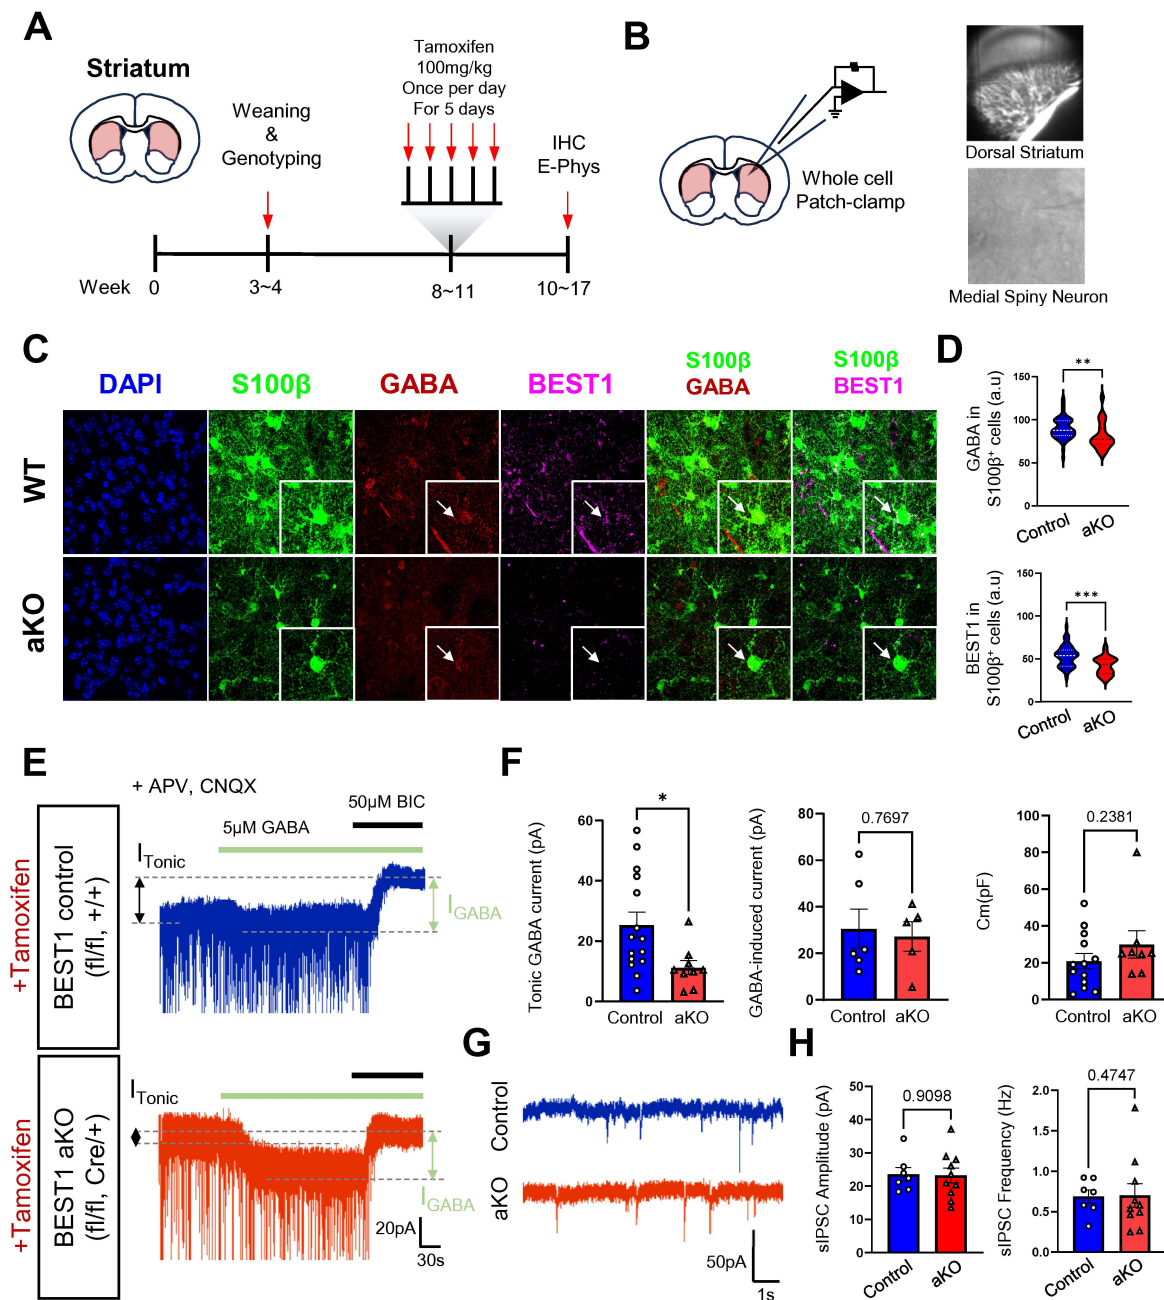 A
Striatum
Weaning
&
Genotyping
Tamoxifen
100mg/kg
Once per day
For 5 days
IHC
E-Phys
Week
0
3~4
8~11
10~17
B
Whole cell
Patch-clamp
Dorsal Striatum
Medial Spiny Neuron
C
DAPI
S100β
GABA
BEST1
S100β
GABA
S100β
BEST1
WT
aKO
D
GABA in
S100β+ cells (a.u)
150
100
50
0
**
Control
aKO
BEST1 in
S100β+ cells (a.u)
150
100
50
0
***
Control
aKO
E
+ APV, CNQX
50µM BIC
5µM GABA
+Tamoxifen
BEST1 control
(fl/fl, +/+)
ITonic
IGABA
+Tamoxifen
BEST1 aKO
(fl/fl, Cre/+)
ITonic
IGABA
20pA
30s
F
Tonic GABA current (pA)
60
40
20
0
*
Control
aKO
GABA-induced current (pA)
80
60
40
20
0
0.7697
Control
aKO
Cm(pF)
100
80
60
40
20
0
0.2381
Control
aKO
G
Control
aKO
50pA
1s
H
sIPSC Amplitude (pA)
50
40
30
20
10
0
0.9098
Control
aKO
sIPSC Frequency (Hz)
2.0
1.5
1.0
0.5
0.0
0.4747
Control
aKO